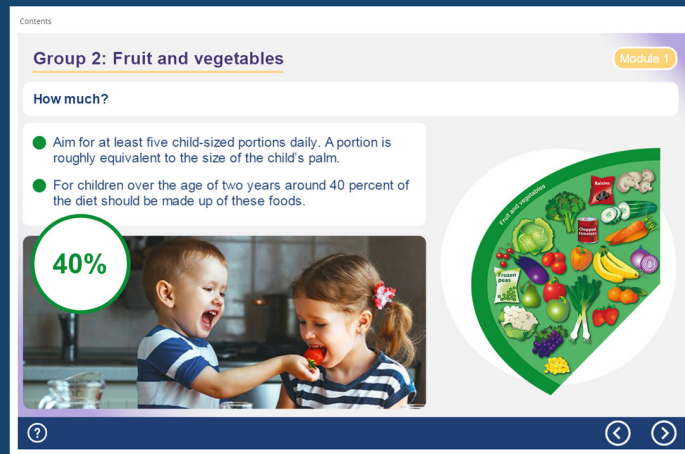 Contents
Group 2: Fruit and vegetables
Module 1
How much?
Aim for at least five child-sized portions daily. A portion is
roughly equivalent to the size of the child's palm.
For children over the age of two years around 40 percent of
the diet should be made up of these foods.
40%
Fruit and vegetables
Raisins
Chopped
tomatoes
Frozen
peas
?